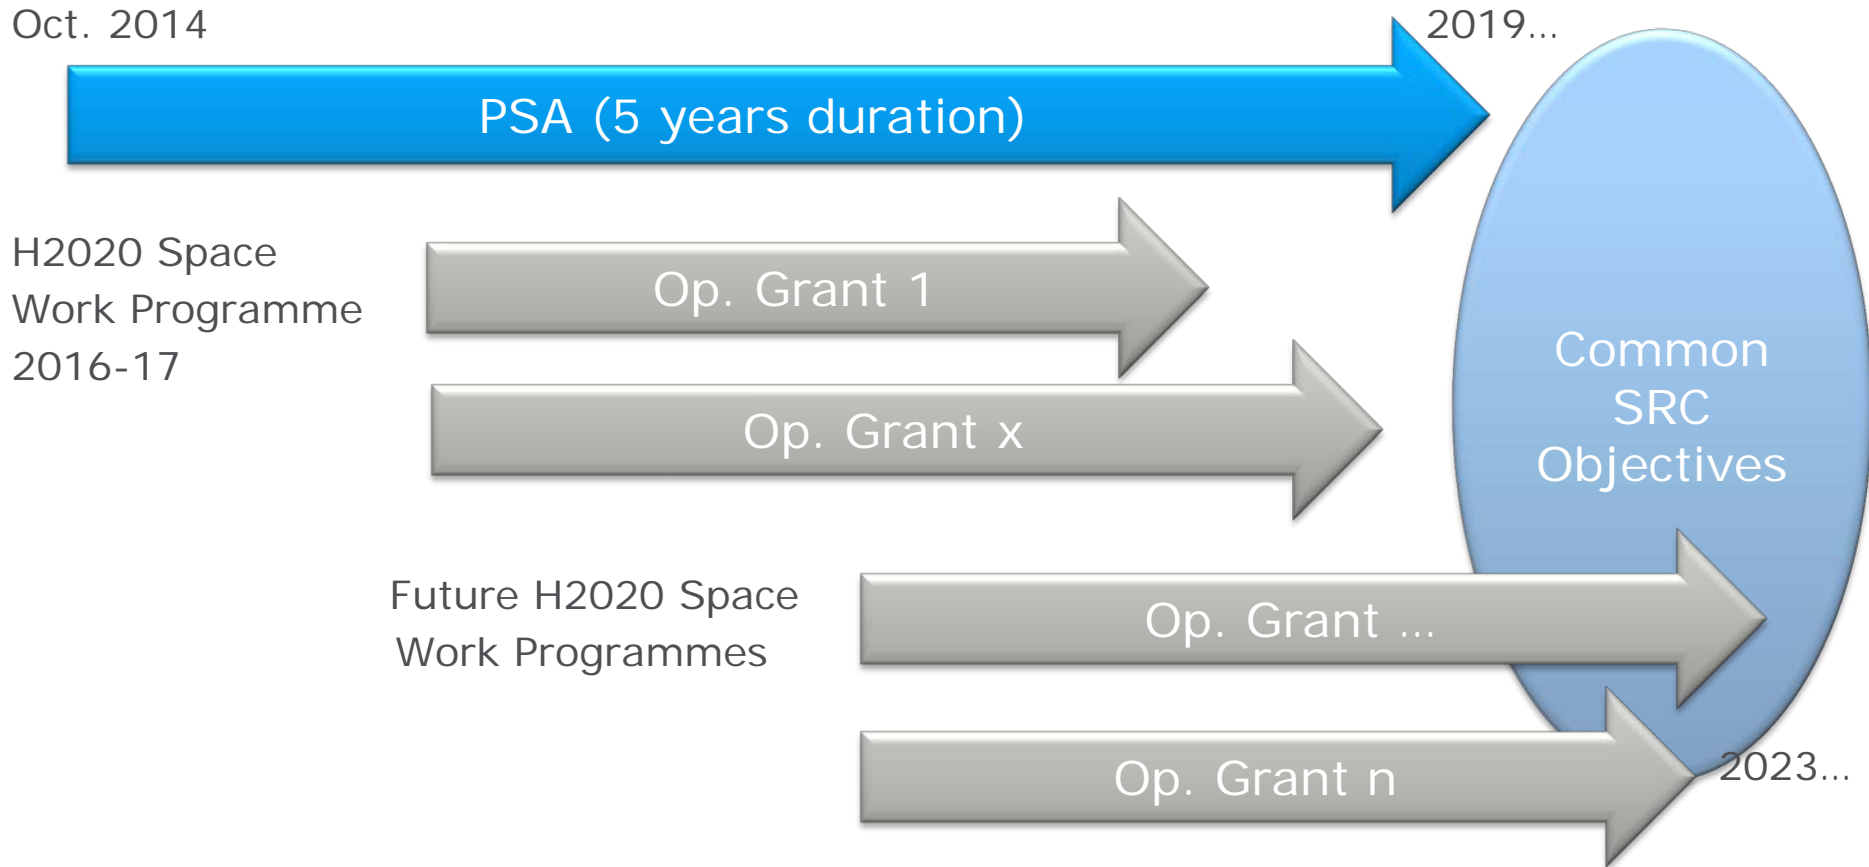 Oct. 2014
2019...
PSA (5 years duration)
H2020 Space
Work Programme
2016-17
Op. Grant 1
Op. Grant x
Common
SRC
Objectives
Future H2020 Space
Work Programmes
Op. Grant ...
Op. Grant n
2023...